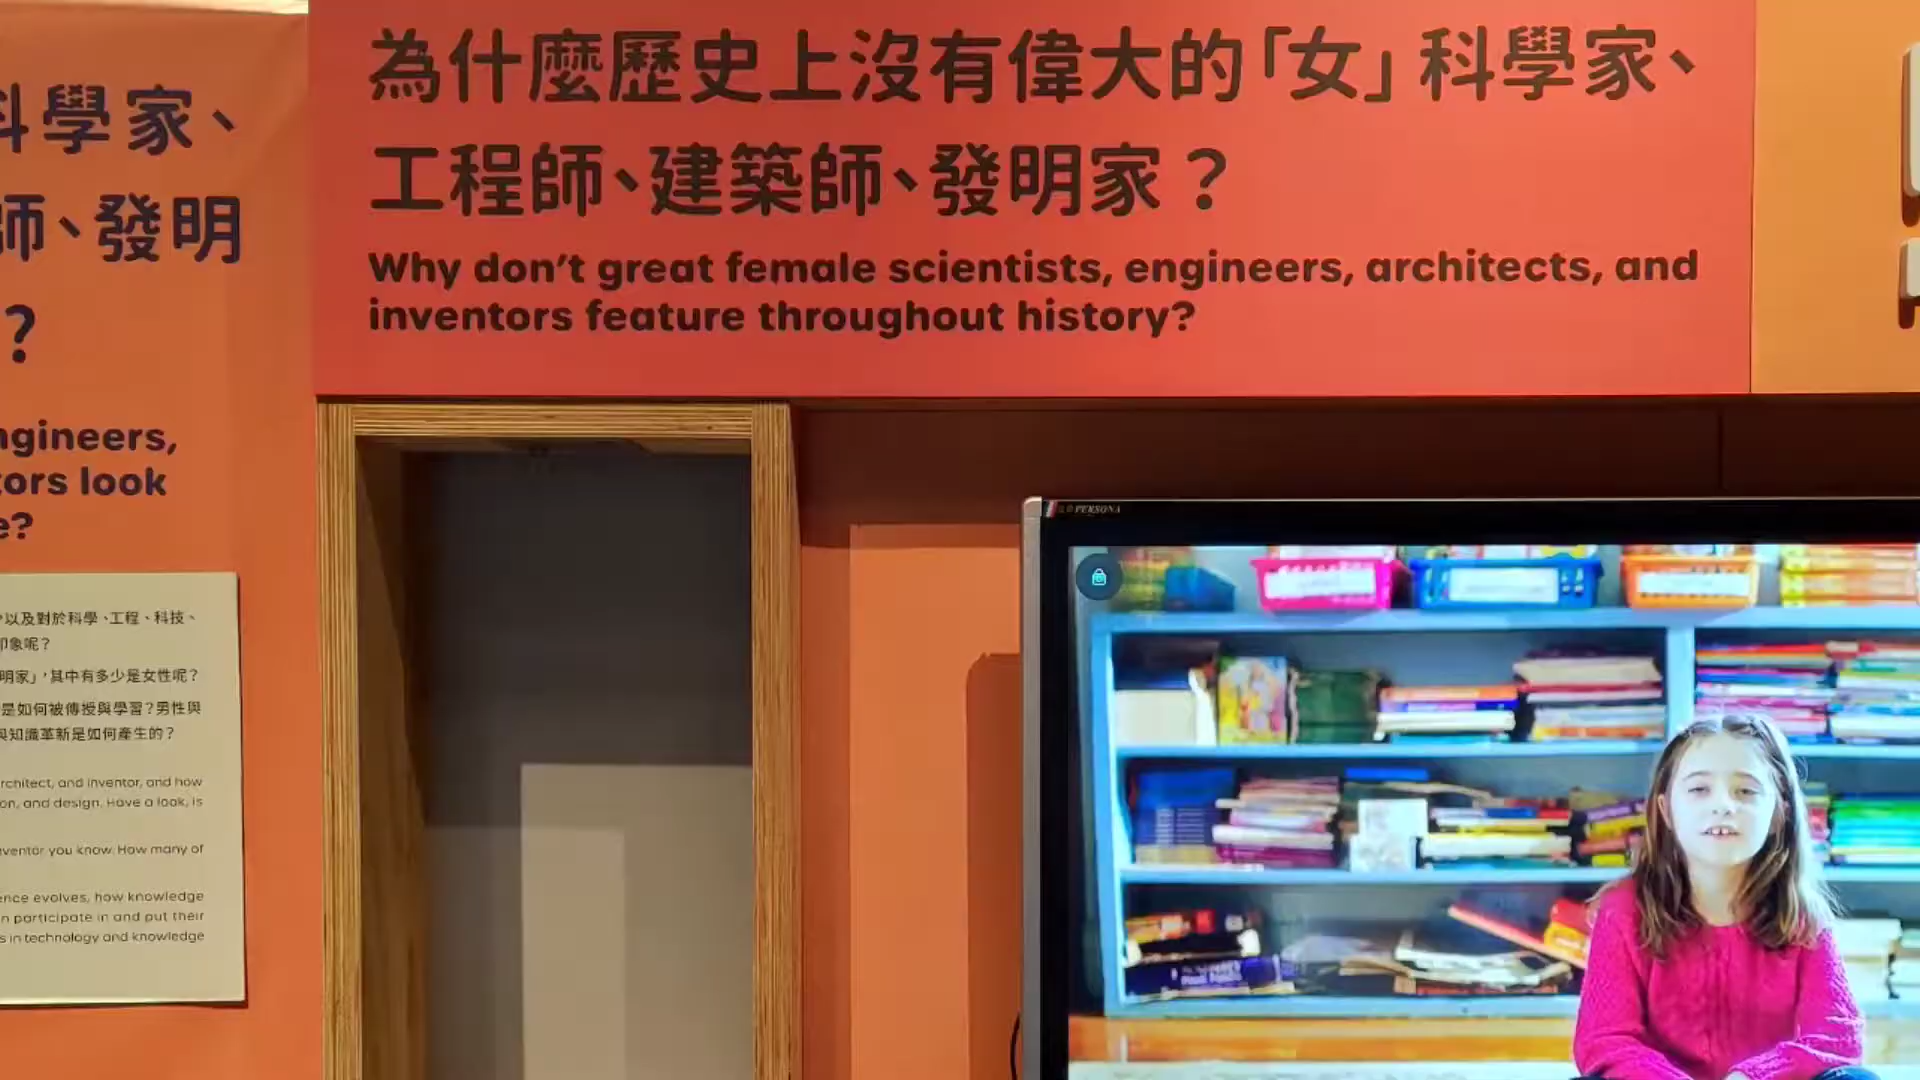 科學家、
師、發明
?
ngineers,
tors look
e?
以及對於科學、工程、科技、
印象呢?
明家」,其中有多少是女性呢?
是如何被傳授與學習?男性與
與知識革新是如何產生的?
rchitect, and inventor, and how
on, and design. Have a look, is
ventor you know. How many of
ence evolves, how knowledge
n participate in and put their
s in technology and knowledge
為什麼歷史上沒有偉大的「女」科學家、
工程師、建築師、發明家?
Why don't great female scientists, engineers, architects, and
inventors feature throughout history?
PERSONA